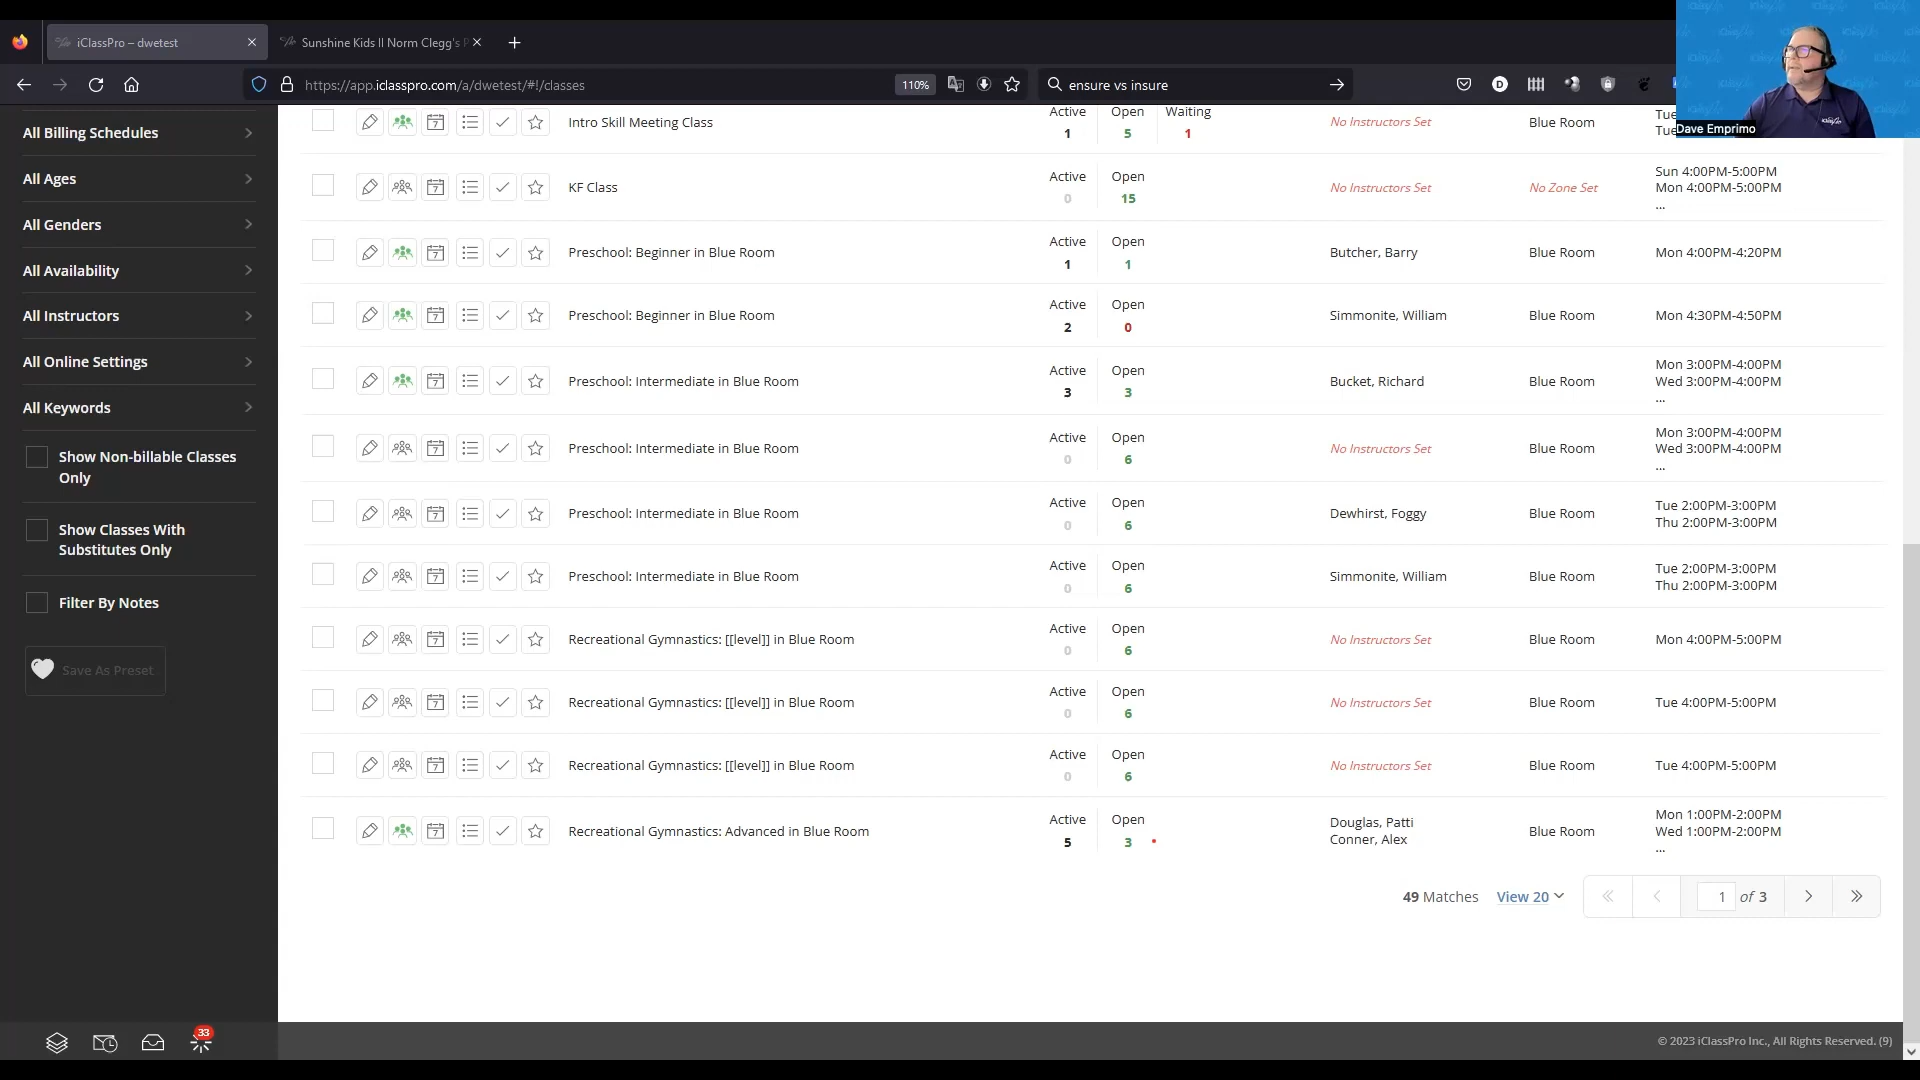 iClassPro – dwetest
Sunshine Kids II Norm Clegg's P
https://app.iclasspro.com/a/dwetest/#!/classes
110%
ensure vs insure
D
Dave Emprimo
All Billing Schedules
All Ages
All Genders
All Availability
All Instructors
All Online Settings
All Keywords
Show Non-billable Classes
Only
Show Classes With
Substitutes Only
Filter By Notes
Save As Preset
33
7 Intro Skill Meeting Class Active 1 Open 5 Waiting 1 No Instructors Set Blue Room Tue
Tue
7 KF Class Active 0 Open 15 No Instructors Set No Zone Set Sun 4:00PM-5:00PM
Mon 4:00PM-5:00PM
...
7 Preschool: Beginner in Blue Room Active 1 Open 1 Butcher, Barry Blue Room Mon 4:00PM-4:20PM
7 Preschool: Beginner in Blue Room Active 2 Open 0 Simmonite, William Blue Room Mon 4:30PM-4:50PM
7 Preschool: Intermediate in Blue Room Active 3 Open 3 Bucket, Richard Blue Room Mon 3:00PM-4:00PM
Wed 3:00PM-4:00PM
...
7 Preschool: Intermediate in Blue Room Active 0 Open 6 No Instructors Set Blue Room Mon 3:00PM-4:00PM
Wed 3:00PM-4:00PM
...
7 Preschool: Intermediate in Blue Room Active 0 Open 6 Dewhirst, Foggy Blue Room Tue 2:00PM-3:00PM
Thu 2:00PM-3:00PM
7 Preschool: Intermediate in Blue Room Active 0 Open 6 Simmonite, William Blue Room Tue 2:00PM-3:00PM
Thu 2:00PM-3:00PM
7 Recreational Gymnastics: [[level]] in Blue Room Active 0 Open 6 No Instructors Set Blue Room Mon 4:00PM-5:00PM
7 Recreational Gymnastics: [[level]] in Blue Room Active 0 Open 6 No Instructors Set Blue Room Tue 4:00PM-5:00PM
7 Recreational Gymnastics: [[level]] in Blue Room Active 0 Open 6 No Instructors Set Blue Room Tue 4:00PM-5:00PM
7 Recreational Gymnastics: Advanced in Blue Room Active 5 Open 3 Douglas, Patti Blue Room Mon 1:00PM-2:00PM
Conner, Alex Wed 1:00PM-2:00PM
...
49 Matches View 20 1 of 3
© 2023 iClassPro Inc., All Rights Reserved. (9)